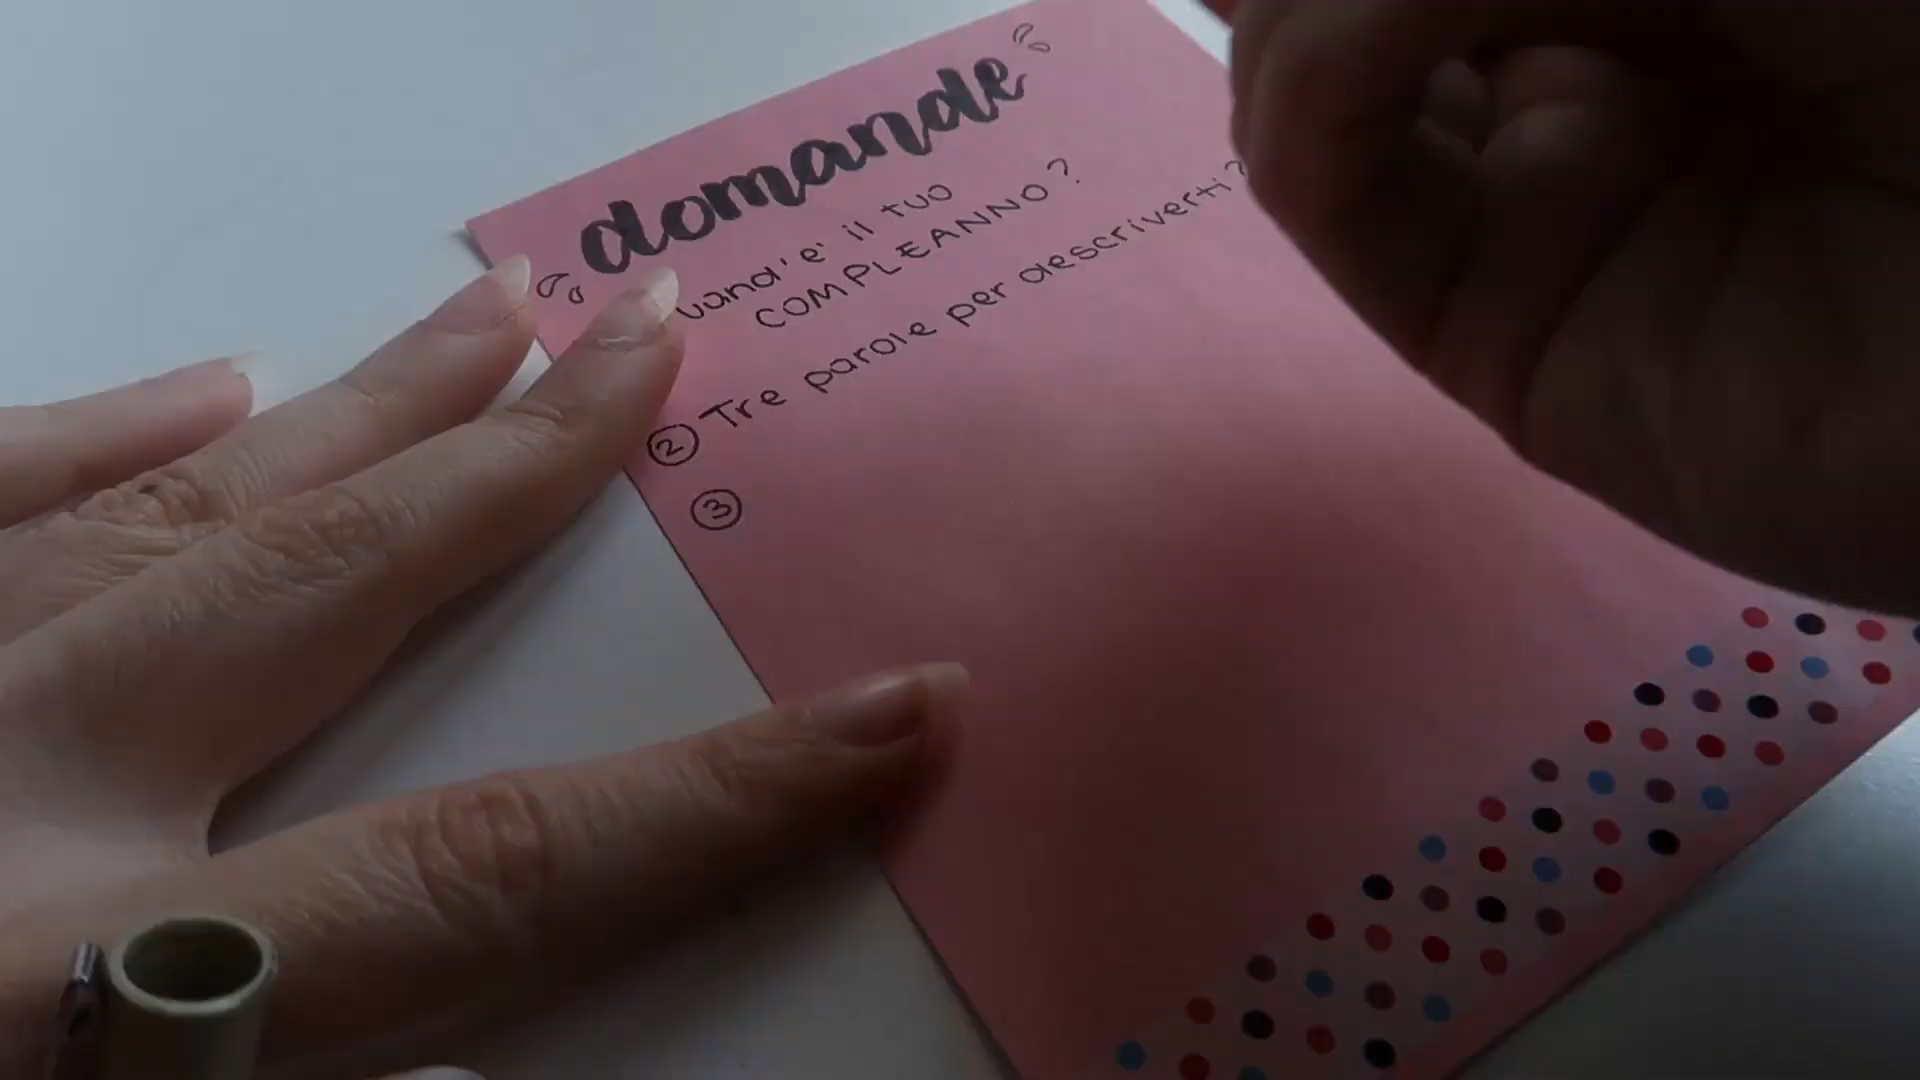 domande
uand'e' il tuo
COMPLEANNO?
② Tre parole per descriverti?
③